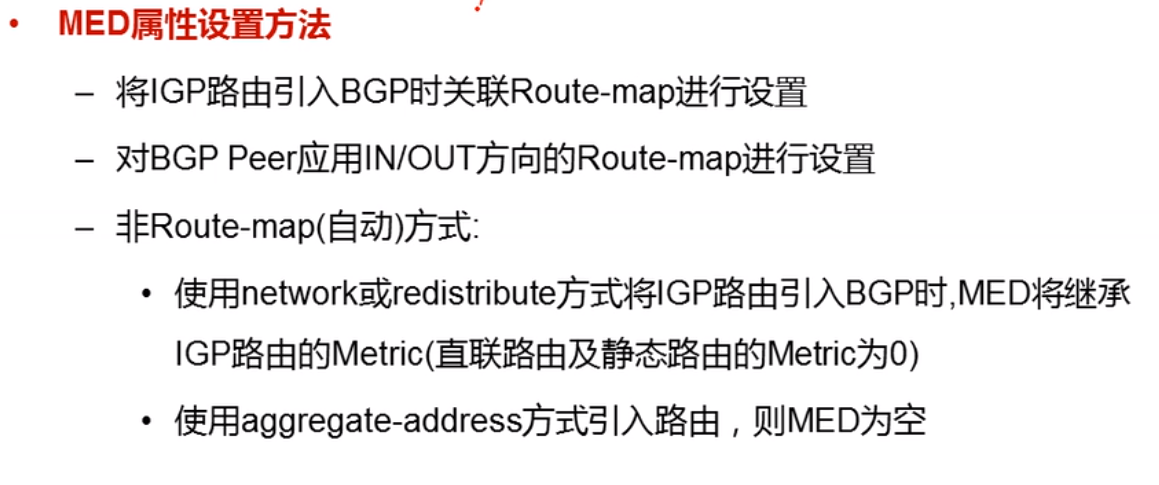 • MED属性设置方法
– 将IGP路由引入BGP时关联Route-map进行设置
– 对BGP Peer应用IN/OUT方向的Route-map进行设置
– 非Route-map(自动)方式:
• 使用network或redistribute方式将IGP路由引入BGP时,MED将继承
IGP路由的Metric(直联路由及静态路由的Metric为0)
• 使用aggregate-address方式引入路由，则MED为空